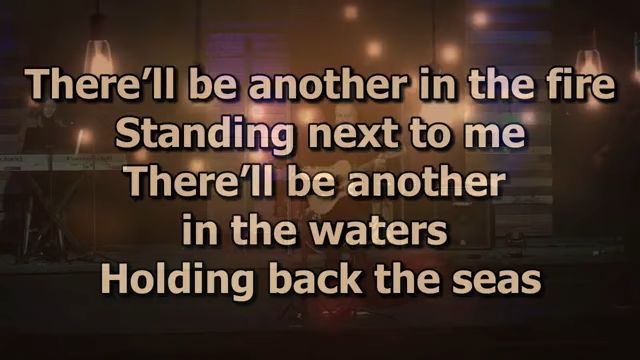 There’ll be another in the fire
Standing next to me
There’ll be another
in the waters
Holding back the seas